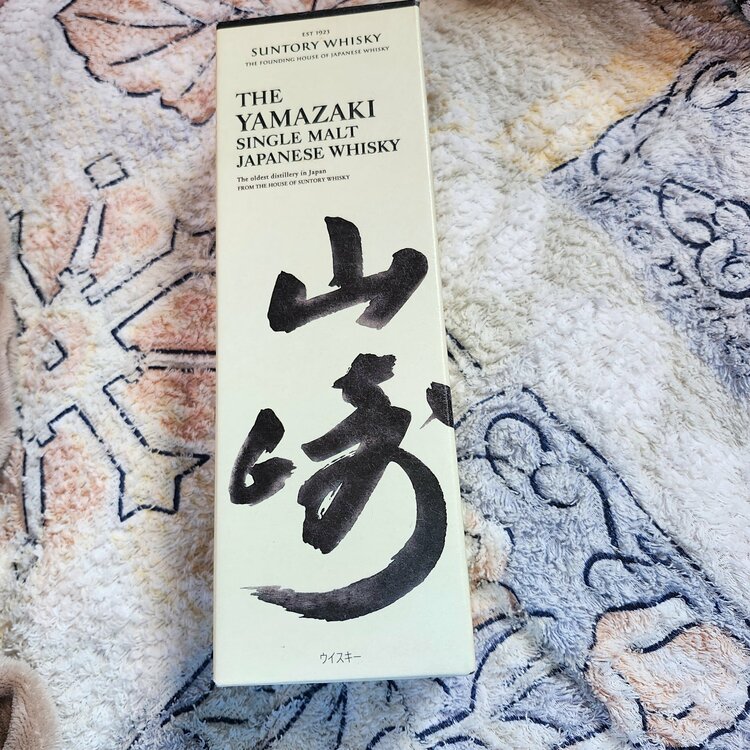 EST 1923
SUNTORY WHISKY
THE FOUNDING HOUSE OF JAPANESE WHISKY
THE
YAMAZAKI
SINGLE MALT
JAPANESE WHISKY
The oldest distillery in Japan
FROM THE HOUSE OF SUNTORY WHISKY
山
崎
ウイスキー